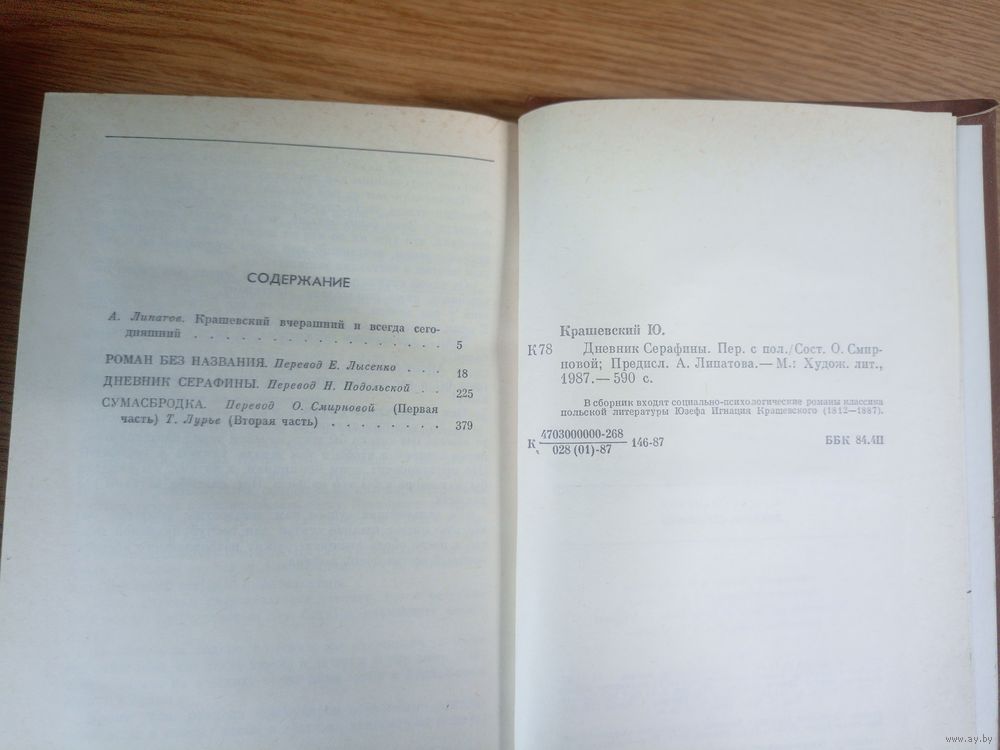 СОДЕРЖАНИЕ
А. Липатов. Крашевский вчерашний и всегда сего-
дняшний . . . . . . . . . . . . . . . . 5
РОМАН БЕЗ НАЗВАНИЯ. Перевод Е. Лысенко . . . 18
ДНЕВНИК СЕРАФИНЫ. Перевод Н. Подольской . . 225
СУМАСБРОДКА. Перевод О. Смирновой (Первая
часть) Т. Лурье (Вторая часть) . . . . . . . . 379
Крашевский Ю.
К78 Дневник Серафины. Пер. с пол./Сост. О. Смир-
новой; Предисл. А. Липатова.— М.: Худож. лит.,
1987.— 590 с.
В сборник входят социально-психологические романы классика
польской литературы Юзефа Игнация Крашевского (1812—1887).
К 4703000000-268
028 (01)-87
146-87
ББК 84.4П
www.ay.by